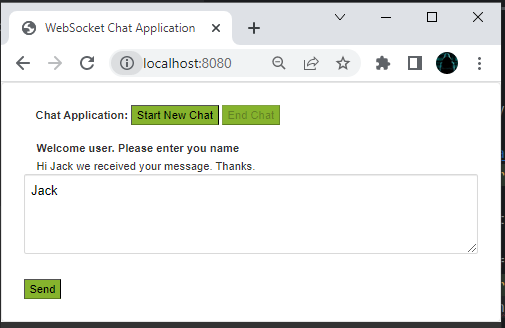 WebSocket Chat Application
localhost:8080
Chat Application: Start New Chat End Chat
Welcome user. Please enter you name
Hi Jack we received your message. Thanks.
Jack
Send